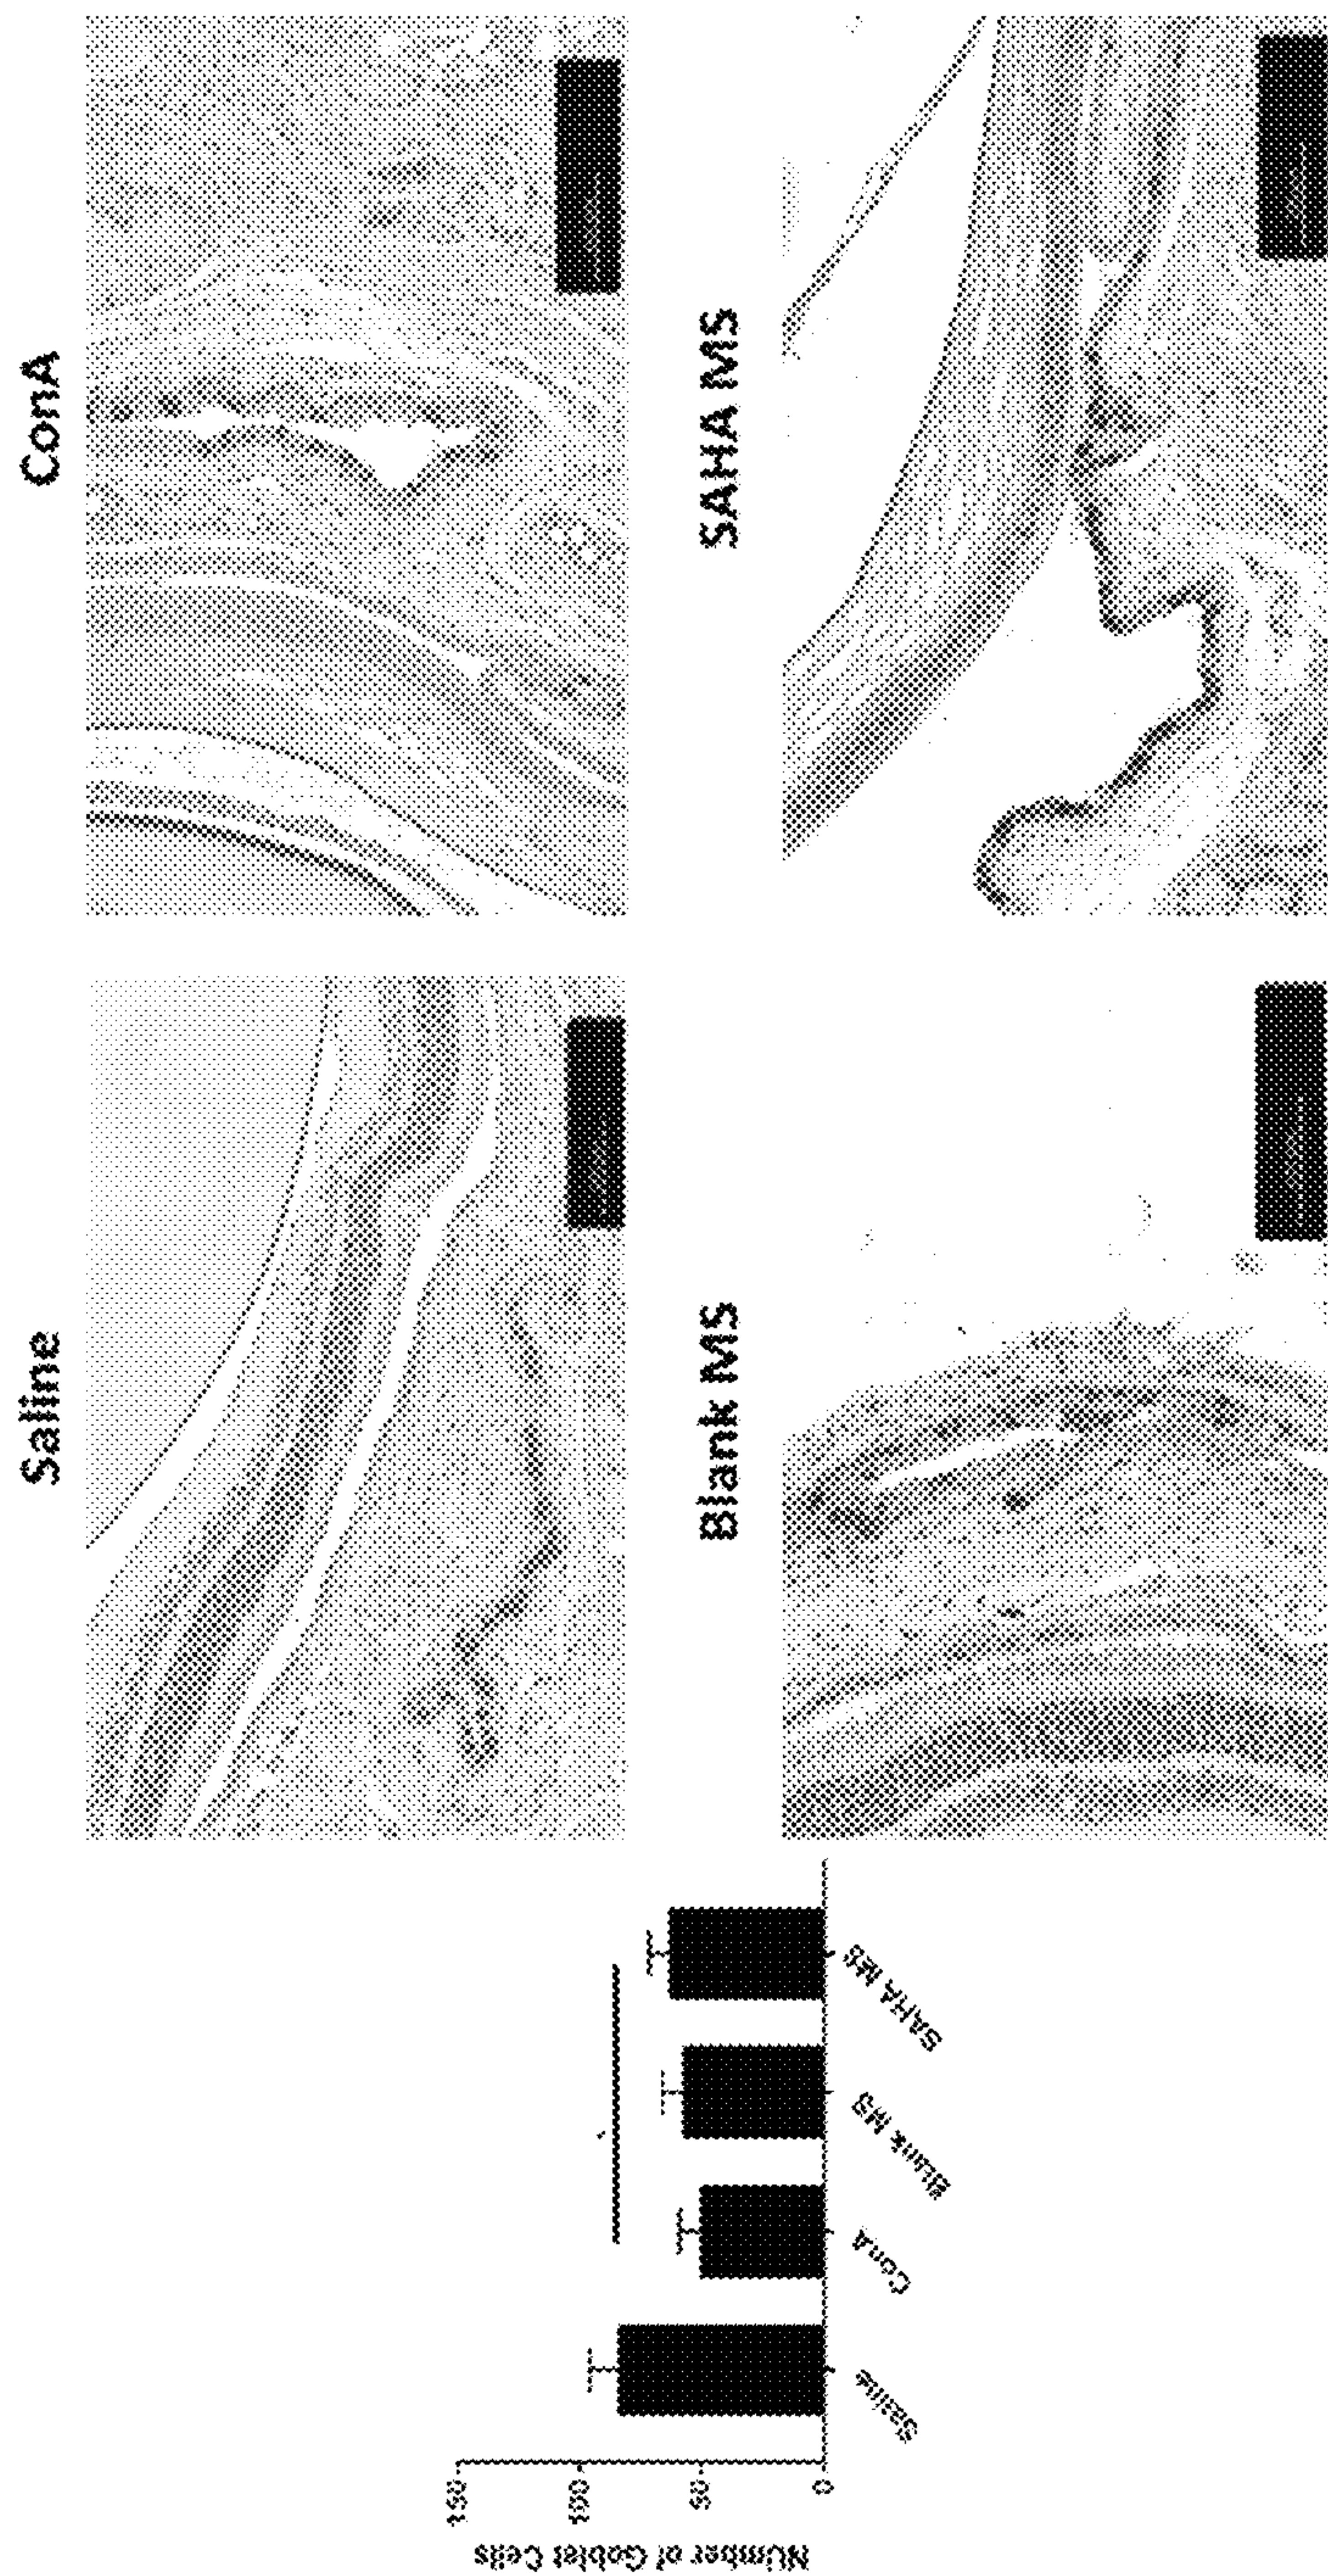 Saline
ConA
Blank MS
SAHA MS
Number of Goblet Cells
150
100
50
0
Saline
ConA
Blank MS
SAHA MS